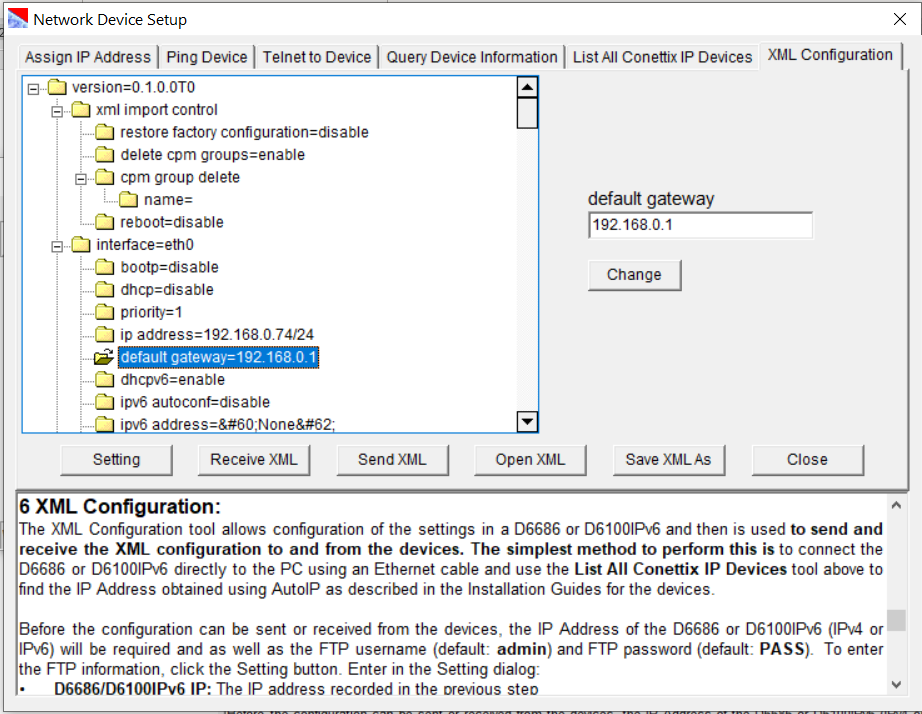 Network Device Setup
Assign IP Address Ping Device Telnet to Device Query Device Information List All Conettix IP Devices XML Configuration
version=0.1.0.0T0
xml import control
restore factory configuration=disable
delete cpm groups=enable
cpm group delete
name=
reboot=disable
interface=eth0
bootp=disable
dhcp=disable
priority=1
ip address=192.168.0.74/24
default gateway=192.168.0.1
dhcpv6=enable
ipv6 autoconf=disable
ipv6 address=&#60;None&#62;
default gateway
192.168.0.1
Change
Setting Receive XML Send XML Open XML Save XML As Close
6 XML Configuration:
The XML Configuration tool allows configuration of the settings in a D6686 or D6100IPv6 and then is used to send and
receive the XML configuration to and from the devices. The simplest method to perform this is to connect the
D6686 or D6100IPv6 directly to the PC using an Ethernet cable and use the List All Conettix IP Devices tool above to
find the IP Address obtained using AutoIP as described in the Installation Guides for the devices.
Before the configuration can be sent or received from the devices, the IP Address of the D6686 or D6100IPv6 (IPv4 or
IPv6) will be required and as well as the FTP username (default: admin) and FTP password (default: PASS). To enter
the FTP information, click the Setting button. Enter in the Setting dialog:
• D6686/D6100IPv6 IP: The IP address recorded in the previous step